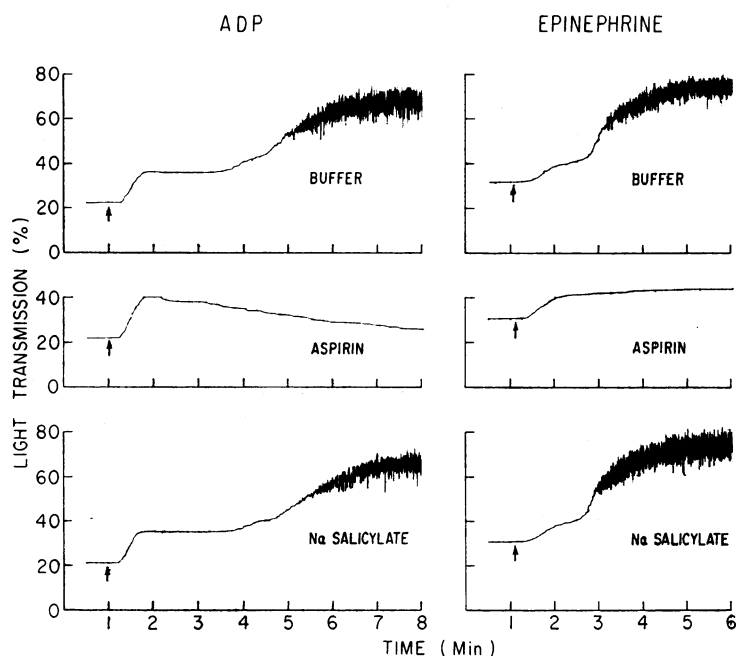 ADP
EPINEPHRINE
80
60
40
20
0
BUFFER
BUFFER
40
20
0
ASPIRIN
ASPIRIN
80
60
40
20
0
Na SALICYLATE
Na SALICYLATE
1 2 3 4 5 6 7 8
1 2 3 4 5 6
LIGHT TRANSMISSION (%)
TIME (Min)